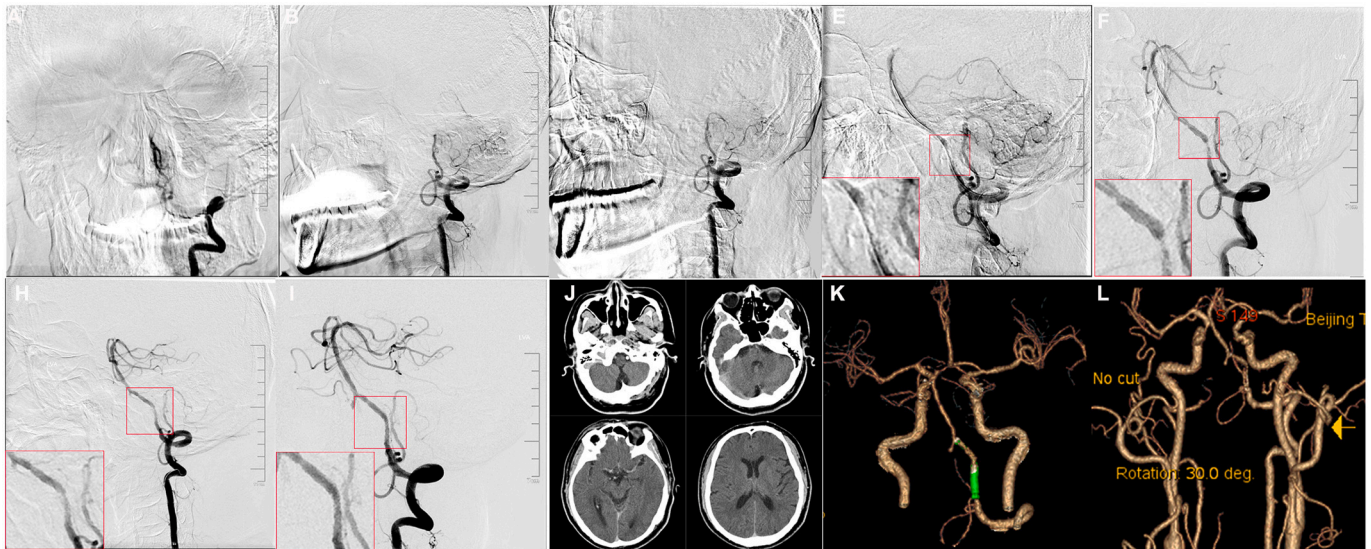 A
B
C
E
F
H
I
J
K
L
S 149
Beijing T
No cut
Rotation: 30.0 deg.